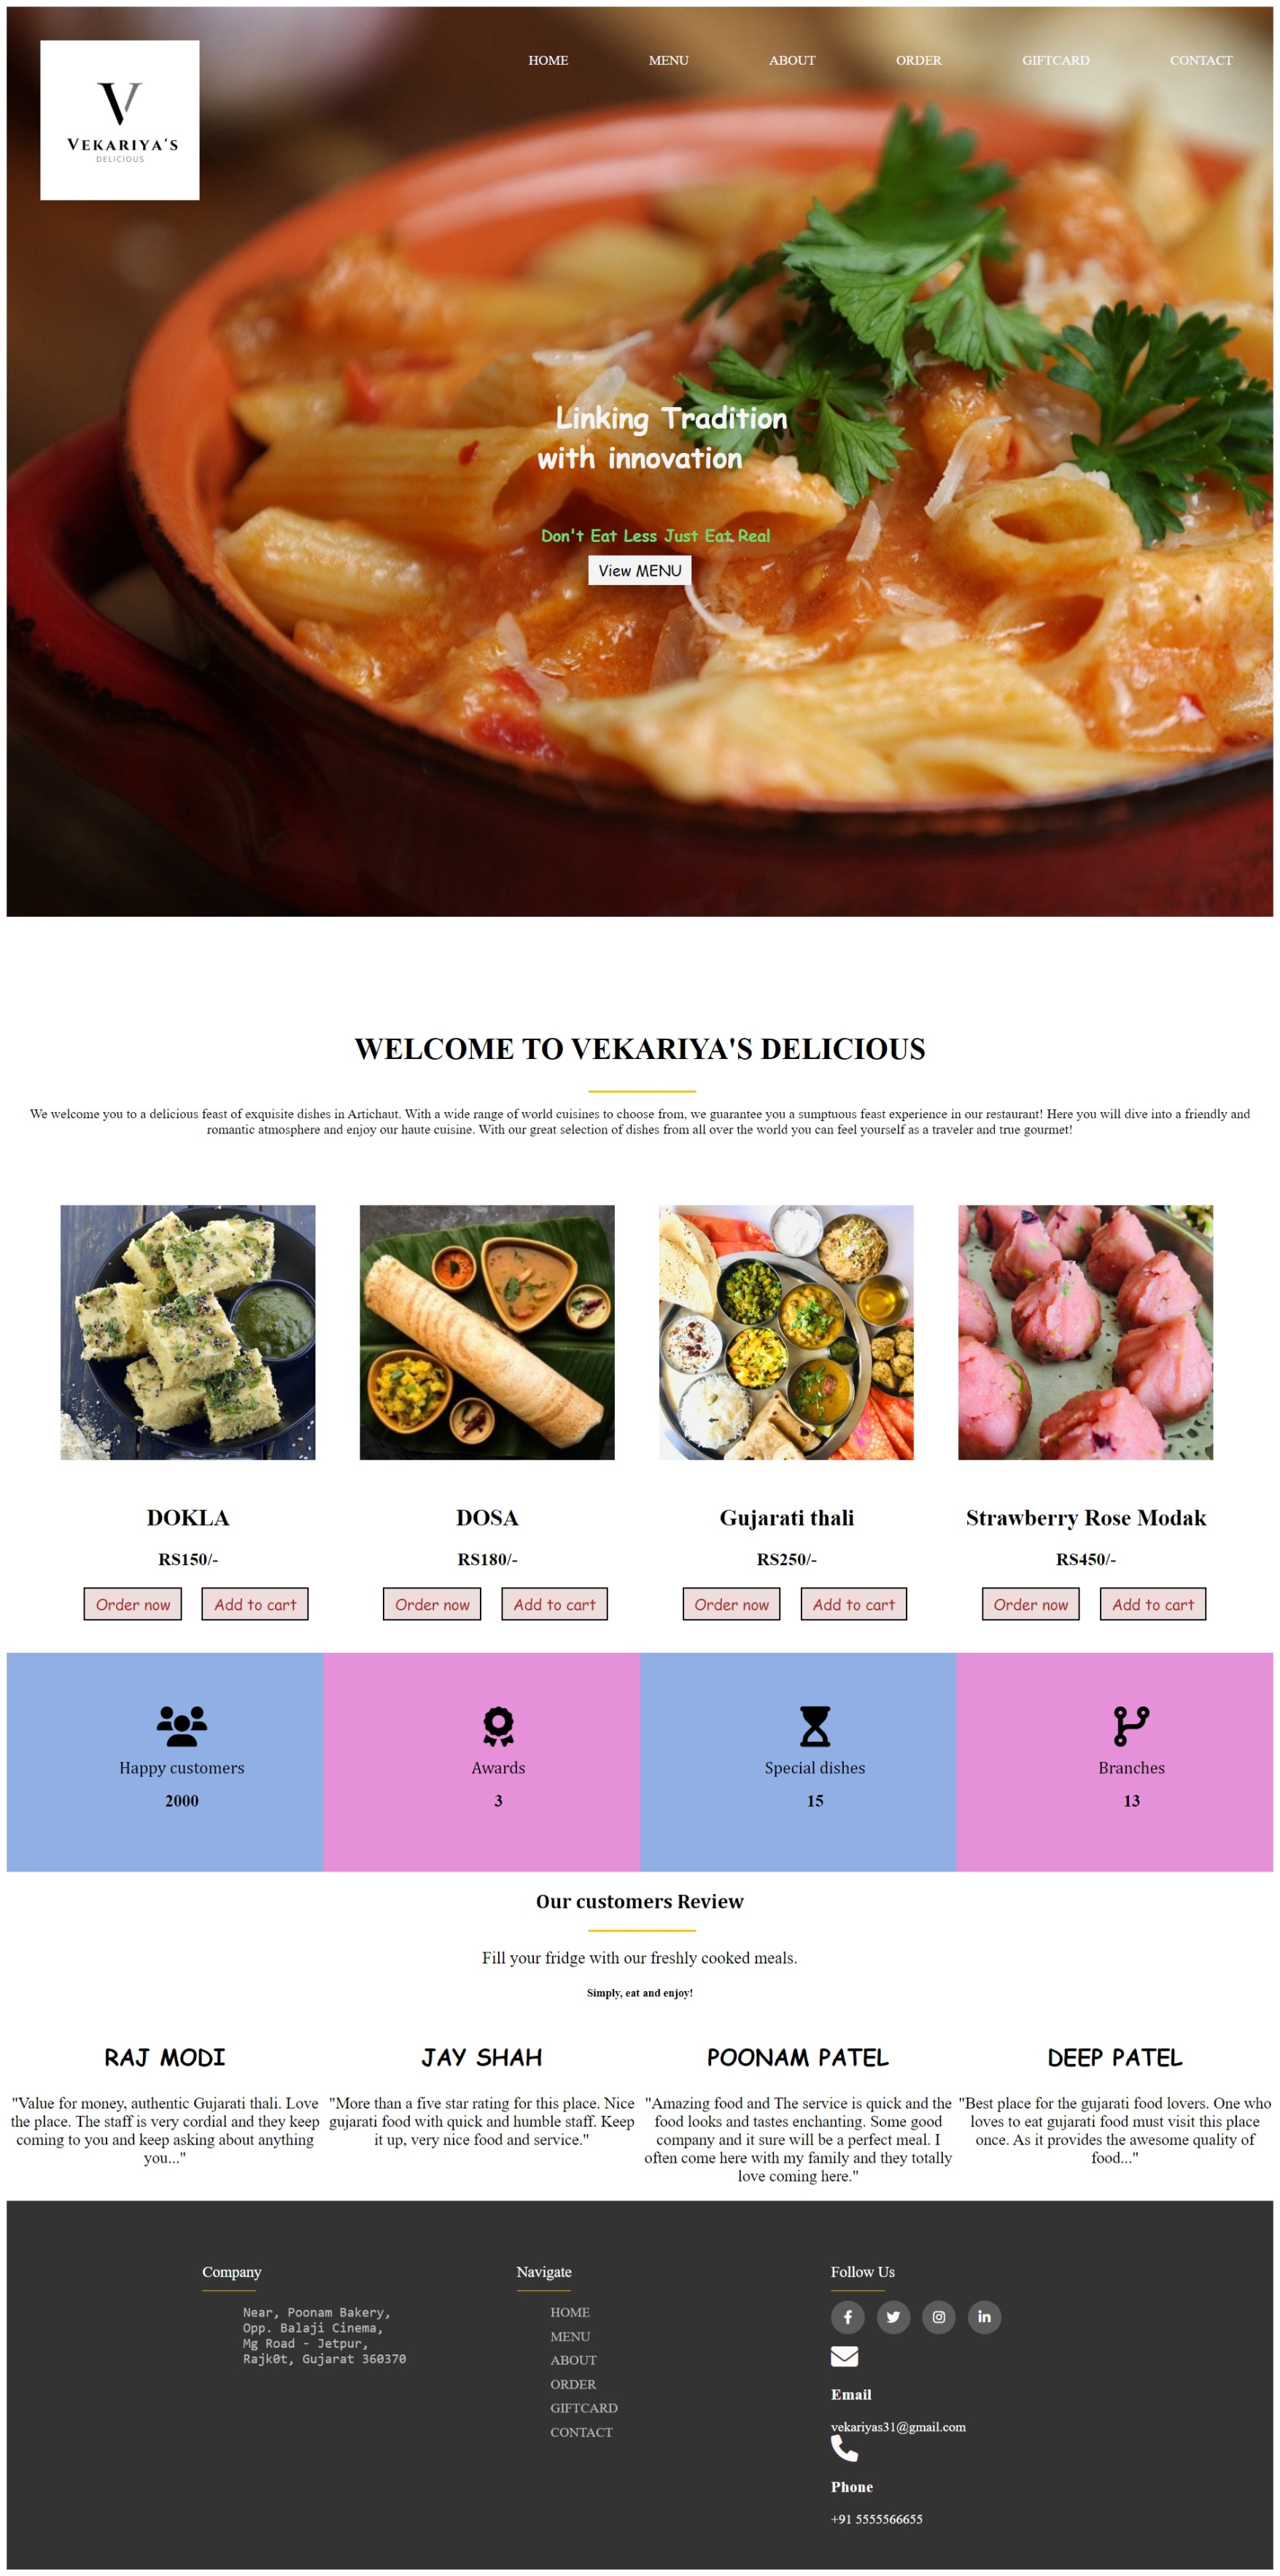 V
VEKARIYA'S
DELICIOUS
HOME MENU ABOUT ORDER GIFTCARD CONTACT
Linking Tradition
with innovation
Don't Eat Less Just Eat Real
View MENU
WELCOME TO VEKARIYA'S DELICIOUS
We welcome you to a delicious feast of exquisite dishes in Artichaut. With a wide range of world cuisines to choose from, we guarantee you a sumptuous feast experience in our restaurant! Here you will dive into a friendly and
romantic atmosphere and enjoy our haute cuisine. With our great selection of dishes from all over the world you can feel yourself as a traveler and true gourmet!
DOKLA
RS150/-
Order now Add to cart
DOSA
RS180/-
Order now Add to cart
Gujarati thali
RS250/-
Order now Add to cart
Strawberry Rose Modak
RS450/-
Order now Add to cart
Happy customers
2000
Awards
3
Special dishes
15
Branches
13
Our customers Review
Fill your fridge with our freshly cooked meals.
Simply, eat and enjoy!
RAJ MODI
"Value for money, authentic Gujarati thali. Love
the place. The staff is very cordial and they keep
coming to you and keep asking about anything
you..."
JAY SHAH
"More than a five star rating for this place. Nice
gujarati food with quick and humble staff. Keep
it up, very nice food and service."
POONAM PATEL
"Amazing food and The service is quick and the
food looks and tastes enchanting. Some good
company and it sure will be a perfect meal. I
often come here with my family and they totally
love coming here."
DEEP PATEL
"Best place for the gujarati food lovers. One who
loves to eat gujarati food must visit this place
once. As it provides the awesome quality of
food..."
Company
Near, Poonam Bakery,
Opp. Balaji Cinema,
Mg Road - Jetpur,
Rajk0t, Gujarat 360370
Navigate
HOME
MENU
ABOUT
ORDER
GIFTCARD
CONTACT
Follow Us
Email
vekariyas31@gmail.com
Phone
+91 5555566655